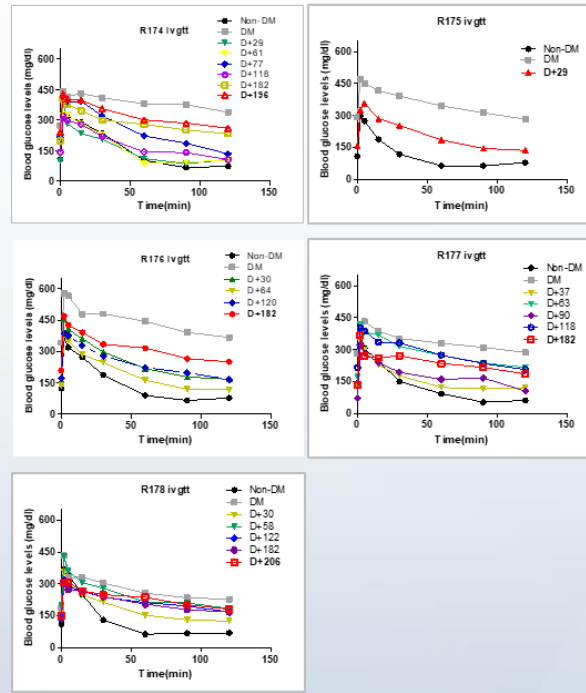 R174 ivgtt
Blood glucose levels (mg/dl)
600
450
300
150
0
0
50
100
150
Time(min)
Non-DM
DM
D+29
D+61
D+77
D+118
D+182
D+196
R175 ivgtt
Blood glucose levels (mg/dl)
600
450
300
150
0
0
50
100
150
Time(min)
Non-DM
DM
D+29
R176 ivgtt
Blood glucose levels (mg/dl)
600
450
300
150
0
0
50
100
150
Time(min)
Non-DM
DM
D+30
D+64
D+120
D+182
R177 ivgtt
Blood glucose levels (mg/dl)
600
450
300
150
0
0
50
100
150
Time(min)
Non-DM
DM
D+37
D+63
D+90
D+118
D+182
R178 ivgtt
Blood glucose levels (mg/dl)
600
450
300
150
0
0
50
100
150
Time(min)
Non-DM
DM
D+30
D+58
D+122
D+182
D+206